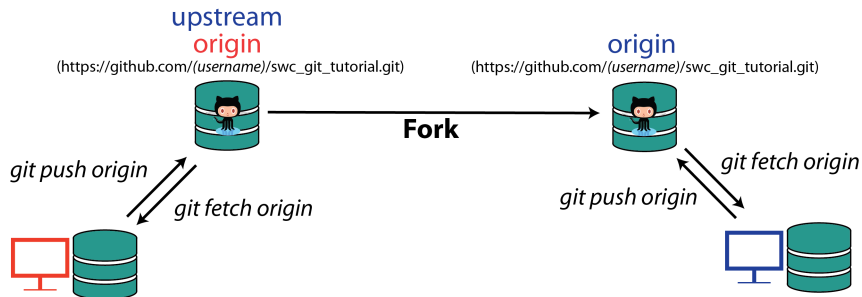 upstream
origin
(https://github.com/(username)/swc_git_tutorial.git)
origin
(https://github.com/(username)/swc_git_tutorial.git)
Fork
git push origin
git fetch origin
git fetch origin
git push origin